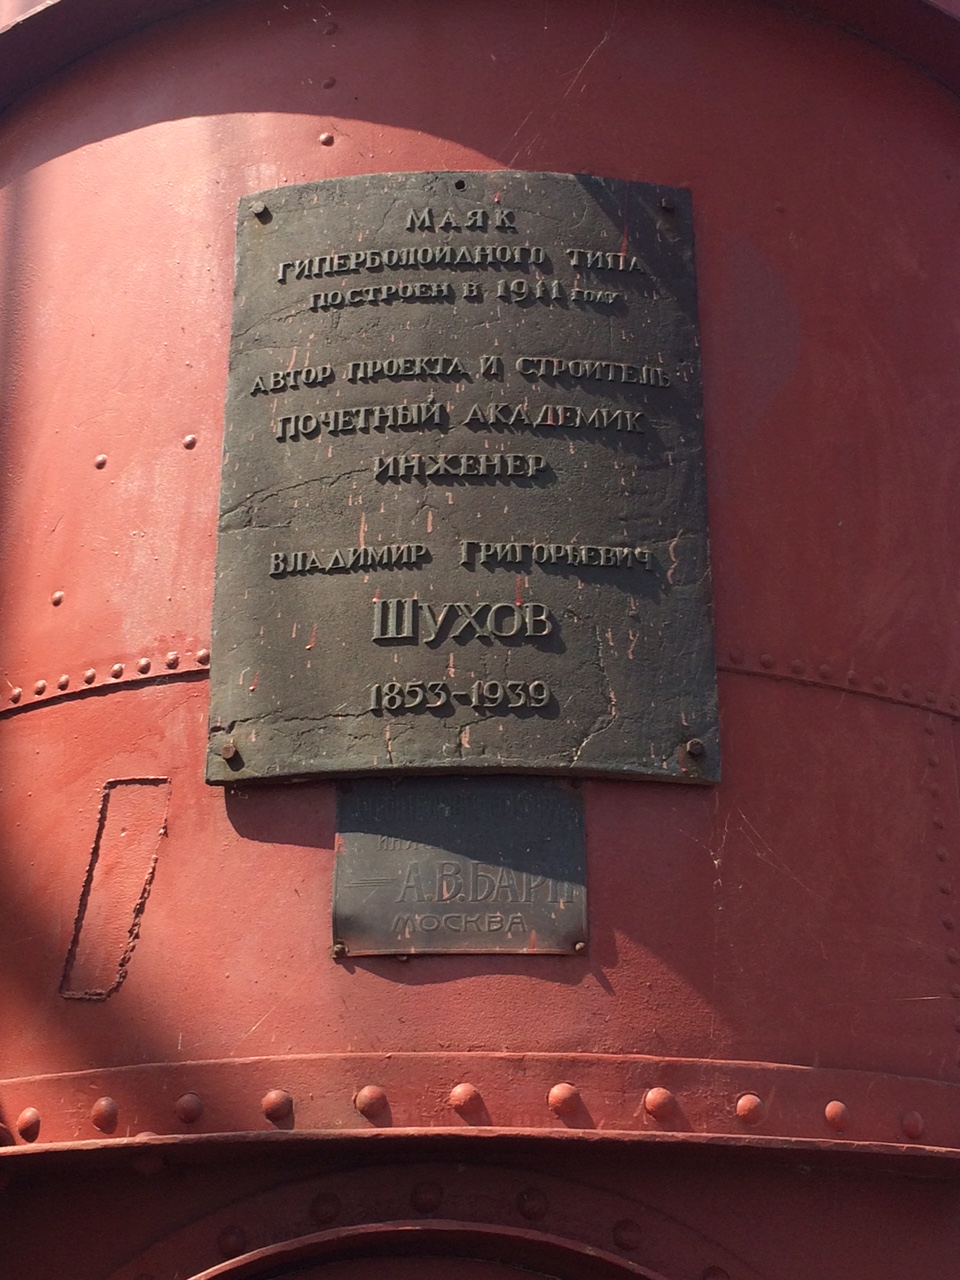 МАЯК
ГИПЕРБОЛОИДНОГО ТИПА
ПОСТРОЕН В 1911 ГОДУ
АВТОР ПРОЕКТА И СТРОИТЕЛЬ
ПОЧЕТНЫЙ АКАДЕМИК
ИНЖЕНЕР
ВЛАДИМИР ГРИГОРЬЕВИЧ
ШУХОВ
1853-1939
А.В.БАРИ
МОСКВА